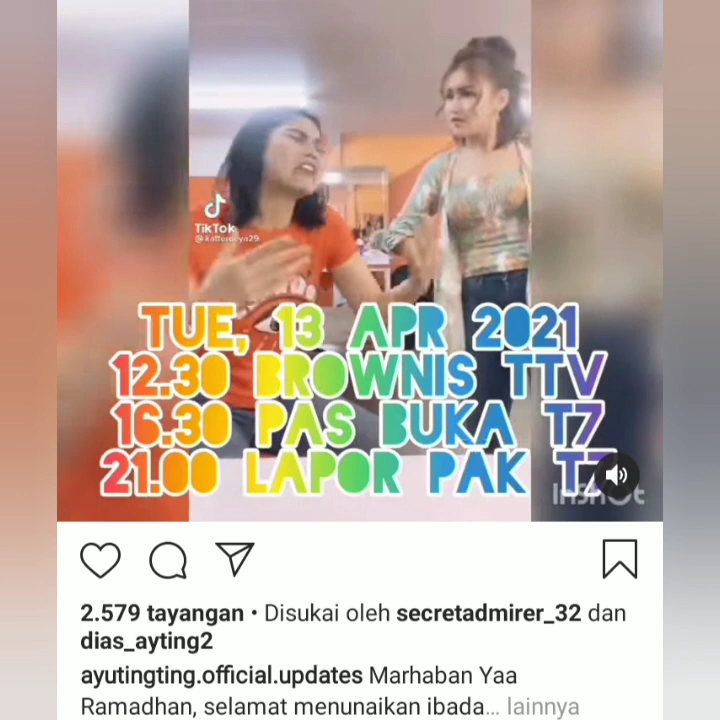 TikTok
TUE, 13 APR 2021
12.30 BROWNIS TTV
16.30 PAS BUKA T7
21.00 LAPOR PAK T7
InShOt
2.579 tayangan • Disukai oleh secretadmirer_32 dan
dias_ayting2
ayutingting.official.updates Marhaban Yaa
Ramadhan, selamat menunaikan ibada... lainnya